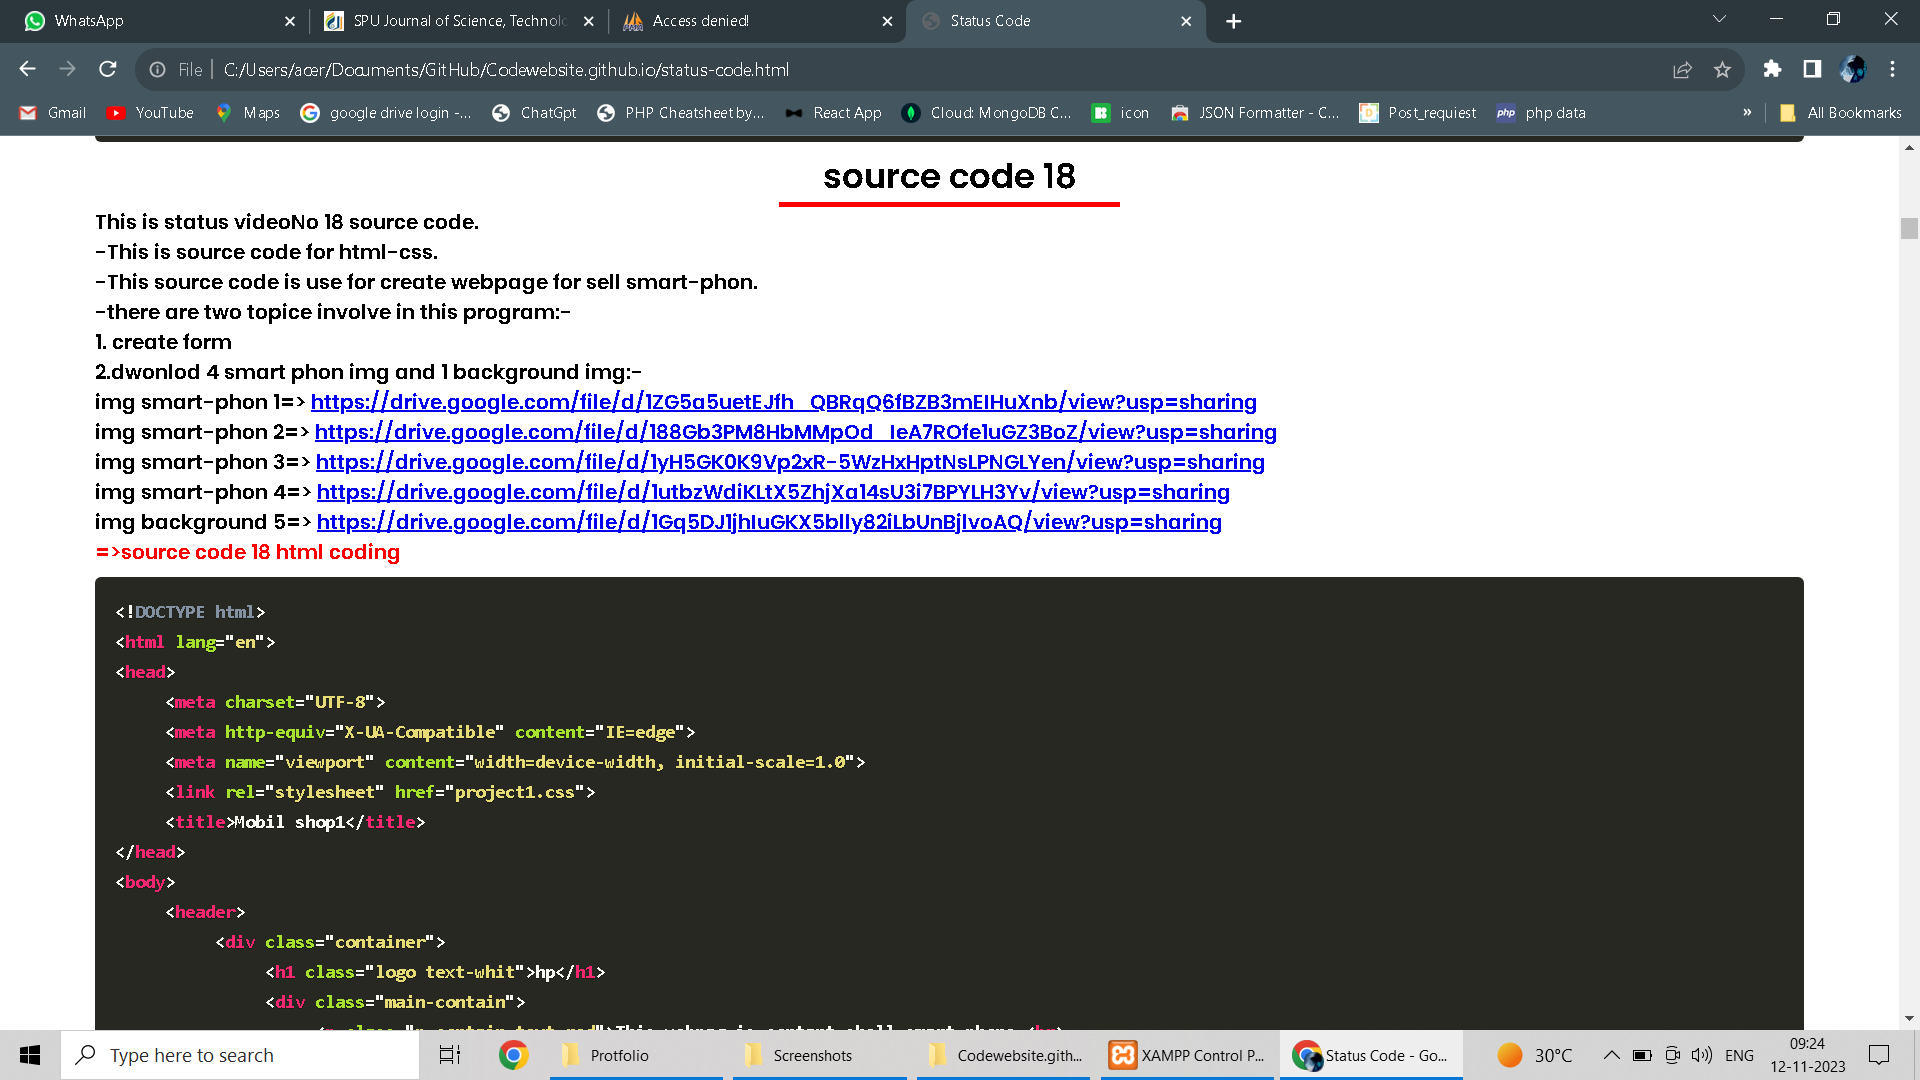 WhatsApp
SPU Journal of Science, Technolo
Access denied!
Status Code
File
C:/Users/acer/Documents/GitHub/Codewebsite.github.io/status-code.html
Gmail
YouTube
Maps
google drive login -...
ChatGpt
PHP Cheatsheet by...
React App
Cloud: MongoDB C...
icon
JSON Formatter - C...
Post_requiest
php php data
»
All Bookmarks
source code 18
This is status videoNo 18 source code.
-This is source code for html-css.
-This source code is use for create webpage for sell smart-phon.
-there are two topice involve in this program:-
1. create form
2.dwonlod 4 smart phon img and 1 background img:-
img smart-phon 1=> https://drive.google.com/file/d/1ZG5a5uetEJfh_QBRqQ6fBZB3mEIHuXnb/view?usp=sharing
img smart-phon 2=> https://drive.google.com/file/d/188Gb3PM8HbMMpOd_IeA7ROfe1uGZ3BoZ/view?usp=sharing
img smart-phon 3=> https://drive.google.com/file/d/1yH5GK0K9Vp2xR-5WzHxHptNsLPNGLYen/view?usp=sharing
img smart-phon 4=> https://drive.google.com/file/d/1utbzWdiKLtX5ZhjXa14sU3i7BPYLH3Yv/view?usp=sharing
img background 5=> https://drive.google.com/file/d/1Gq5DJ1jhIuGKX5blly82iLbUnBjlvoAQ/view?usp=sharing
=>source code 18 html coding
<!DOCTYPE html>
<html lang="en">
<head>
<meta charset="UTF-8">
<meta http-equiv="X-UA-Compatible" content="IE=edge">
<meta name="viewport" content="width=device-width, initial-scale=1.0">
<link rel="stylesheet" href="project1.css">
<title>Mobil shop1</title>
</head>
<body>
<header>
<div class="container">
<h1 class="logo text-whit">hp</h1>
<div class="main-contain">
Type here to search
Protfolio
Screenshots
Codewebsite.gith...
XAMPP Control P...
Status Code - Go...
30°C
ENG
09:24
12-11-2023